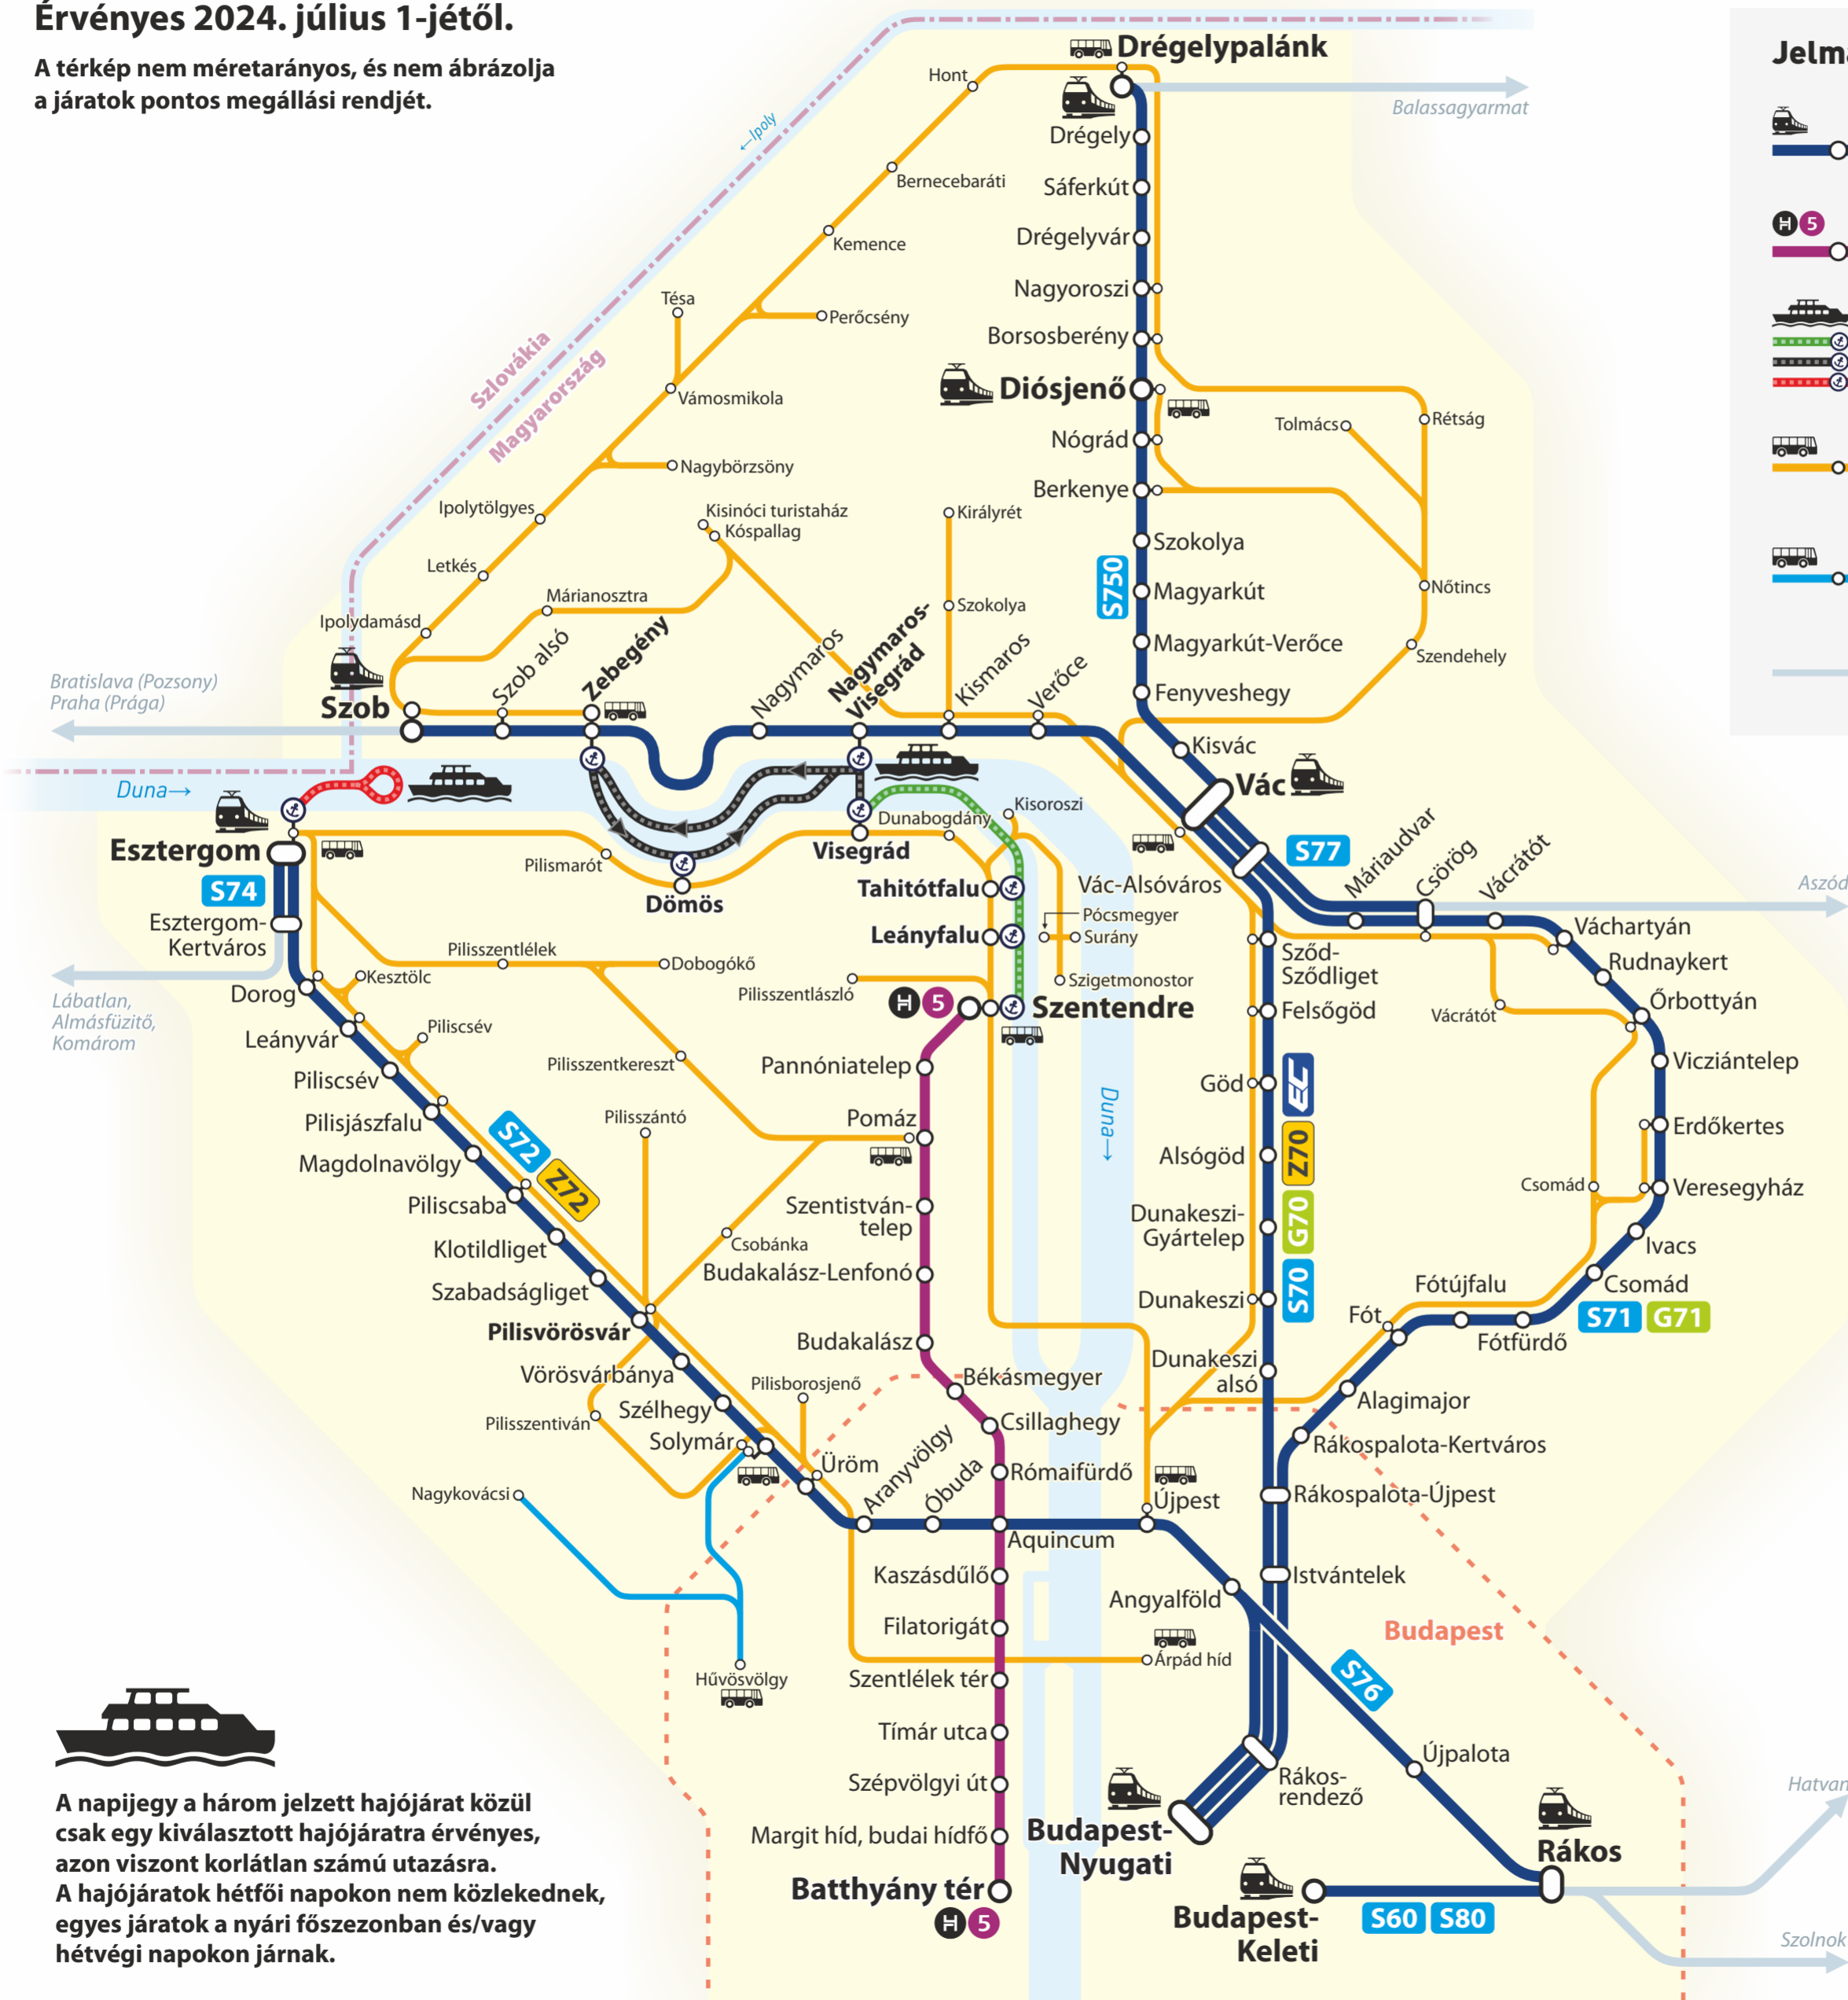 Érvényes 2024. július 1-jétől.
A térkép nem méretarányos, és nem ábrázolja
a járatok pontos megállási rendjét.
Drégelypalánk
Hont
Balassagyarmat
←Ipoly
Drégely
Bernecebaráti
Sáferkút
Kemence
Drégelyvár
Nagyoroszi
Tésa
Perőcsény
Borsosberény
Szlovákia
Magyarország
Diósjenő
Vámosmikola
Tolmács
Rétság
Nógrád
Nagybörzsöny
Berkenye
Ipolytölgyes
Kisinóci turistaház
Kóspallag
Királyrét
Szokolya
S750
Letkés
Magyarkút
Nőtincs
Márianosztra
Szokolya
Ipolydamásd
Magyarkút-Verőce
Szendehely
Szob alsó
Zebegény
Nagymaros
Nagymaros-
Visegrád
Kismaros
Verőce
Fenyveshegy
Bratislava (Pozsony)
Praha (Prága)
Szob
Kisvác
Vác
Duna→
Kisoroszi
Dunabogdány
Esztergom
Pilismarót
Visegrád
S77
Máriaudvar
Csörög
Vácrátót
S74
Dömös
Tahitótfalu
Vác-Alsóváros
Aszód
Esztergom-
Kertváros
Pócsmegyer
Leányfalu
Surány
Váchartyán
Pilisszentlélek
Dobogókő
Sződ-
Sződliget
Rudnaykert
Kesztölc
Szigetmonostor
Dorog
Pilisszentlászló
H 5
Szentendre
Felsőgöd
Vácrátót
Őrbottyán
Lábatlan,
Almásfüzitő,
Komárom
Leányvár
Piliscsév
Pilisszentkereszt
Pannóniatelep
Vicziántelep
Piliscsév
Göd
EC
Pilisjászfalu
Pilisszántó
Pomáz
Duna→
Erdőkertes
S72
Z72
Alsógöd
Z70
Magdolnavölgy
Csomád
Veresegyház
Piliscsaba
Szentistván-
telep
Dunakeszi-
Gyártelep
G70
Klotildliget
Csobánka
Ivacs
Budakalász-Lenfonó
Szabadságliget
S70
Dunakeszi
Fótújfalu
Csomád
Fót
S71 G71
Pilisvörösvár
Budakalász
Fótfürdő
Vörösvárbánya
Pilisborosjenő
Békásmegyer
Dunakeszi
alsó
Alagimajor
Pilisszentiván
Szélhegy
Csillaghegy
Solymár
Rákospalota-Kertváros
Üröm
Aranyvölgy
Óbuda
Rómaifürdő
Nagykovácsi
Újpest
Rákospalota-Újpest
Aquincum
Kaszásdűlő
Istvántelek
Angyalföld
Filatorigát
Budapest
Árpád híd
Hűvösvölgy
Szentlélek tér
S76
Tímár utca
Újpalota
Szépvölgyi út
Rákos-
rendező
Hatvan
Margit híd, budai hídfő
Budapest-
Nyugati
Rákos
Batthyány tér
H 5
Budapest-
Keleti
S60 S80
Szolnok
A napijegy a három jelzett hajójárat közül
csak egy kiválasztott hajójáratra érvényes,
azon viszont korlátlan számú utazásra.
A hajójáratok hétfői napokon nem közlekednek,
egyes járatok a nyári főszezonban és/vagy
hétvégi napokon járnak.
H 5